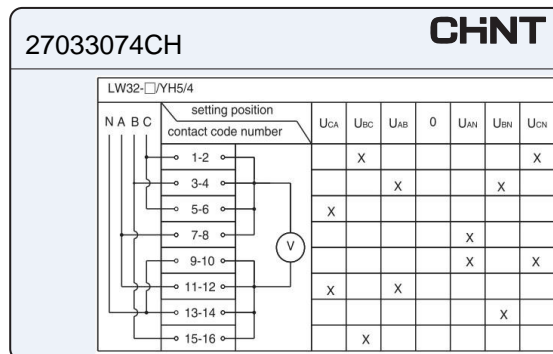 27033074CH
CHiNT
LW32-□/YH5/4
N A B C
setting position
contact code number
UCA UBC UAB 0 UAN UBN UCN
1-2 X X
3-4 X X
5-6 X
7-8 X
V
9-10 X X
11-12 X X
13-14 X
15-16 X